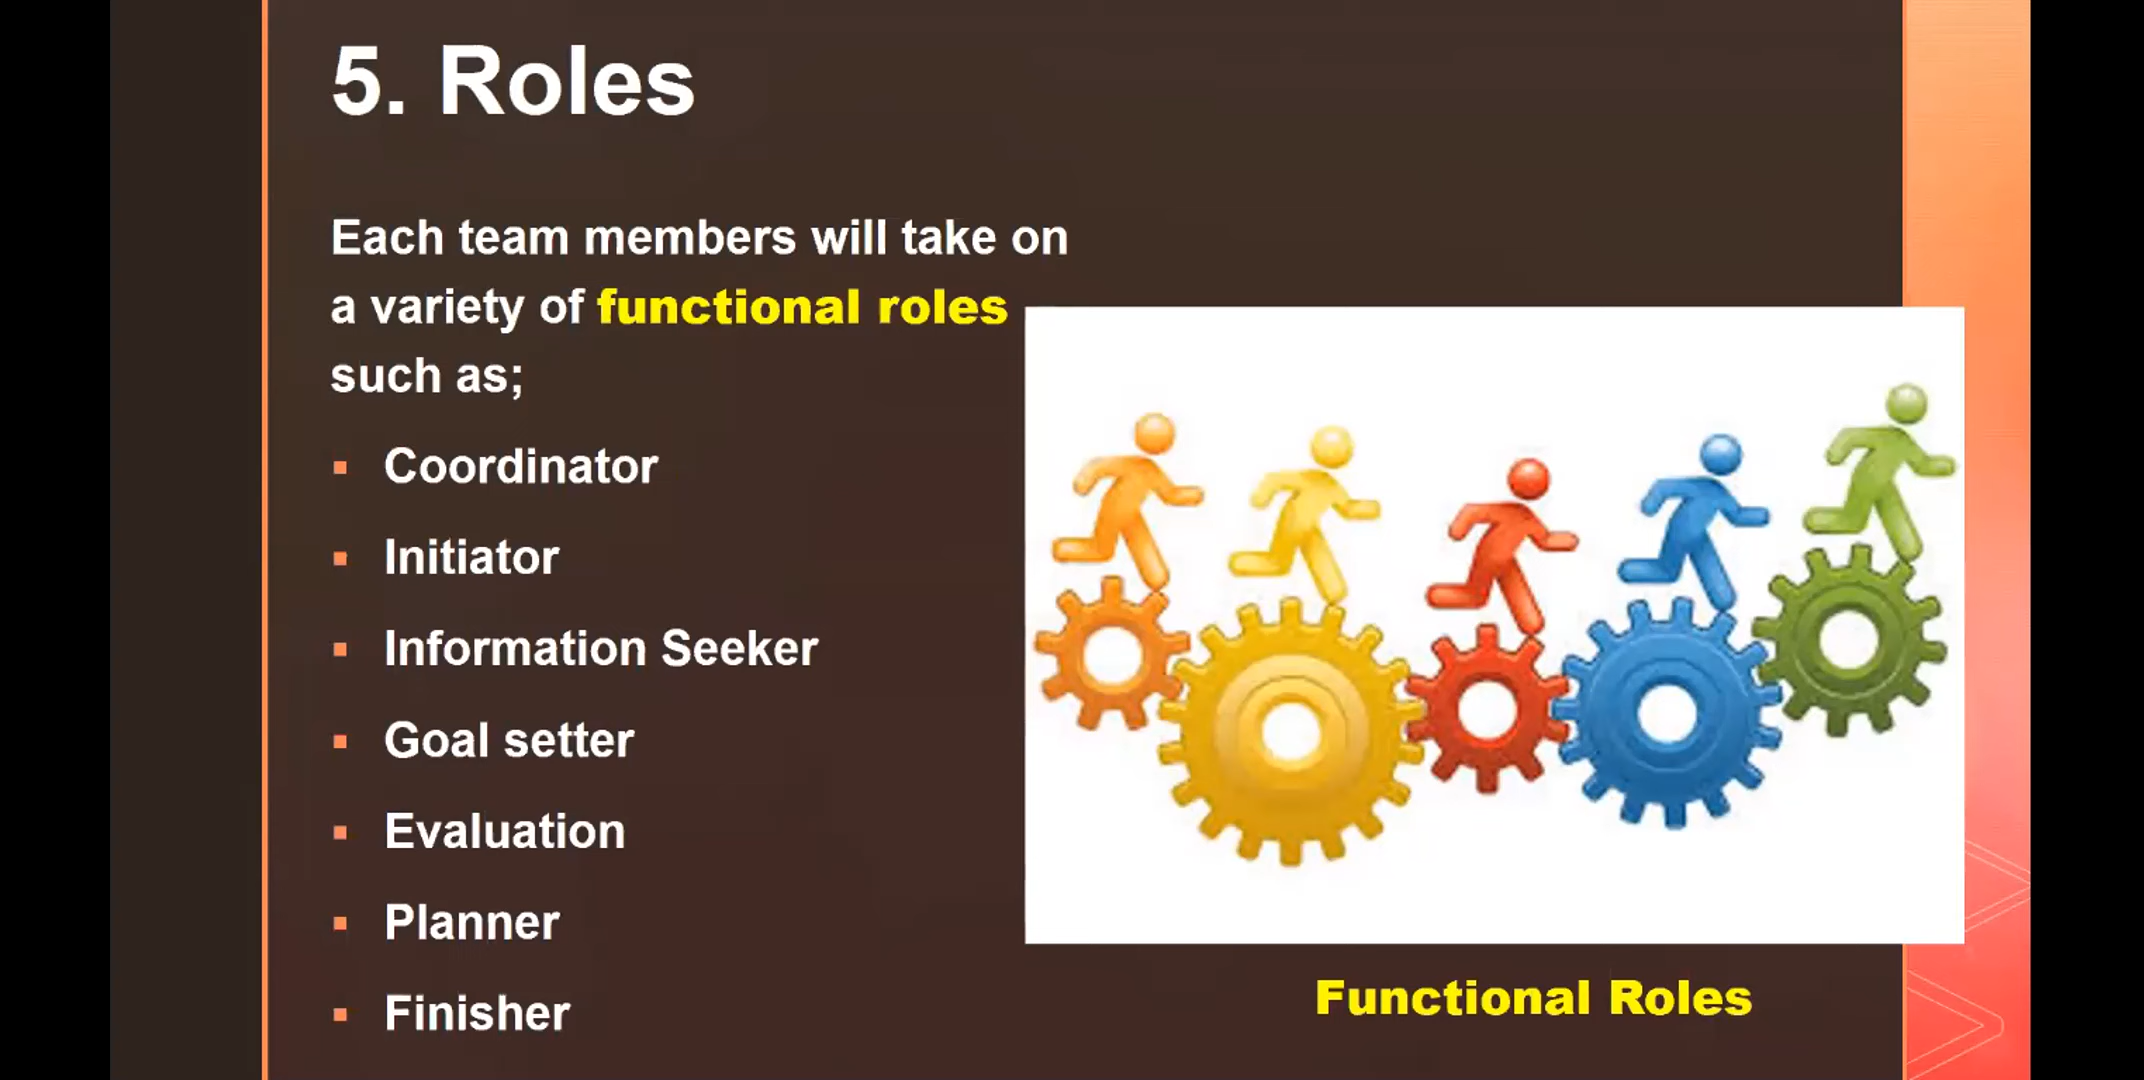 5. Roles
Each team members will take on
a variety of functional roles
such as;
Coordinator
Initiator
Information Seeker
Goal setter
Evaluation
Planner
Finisher
Functional Roles